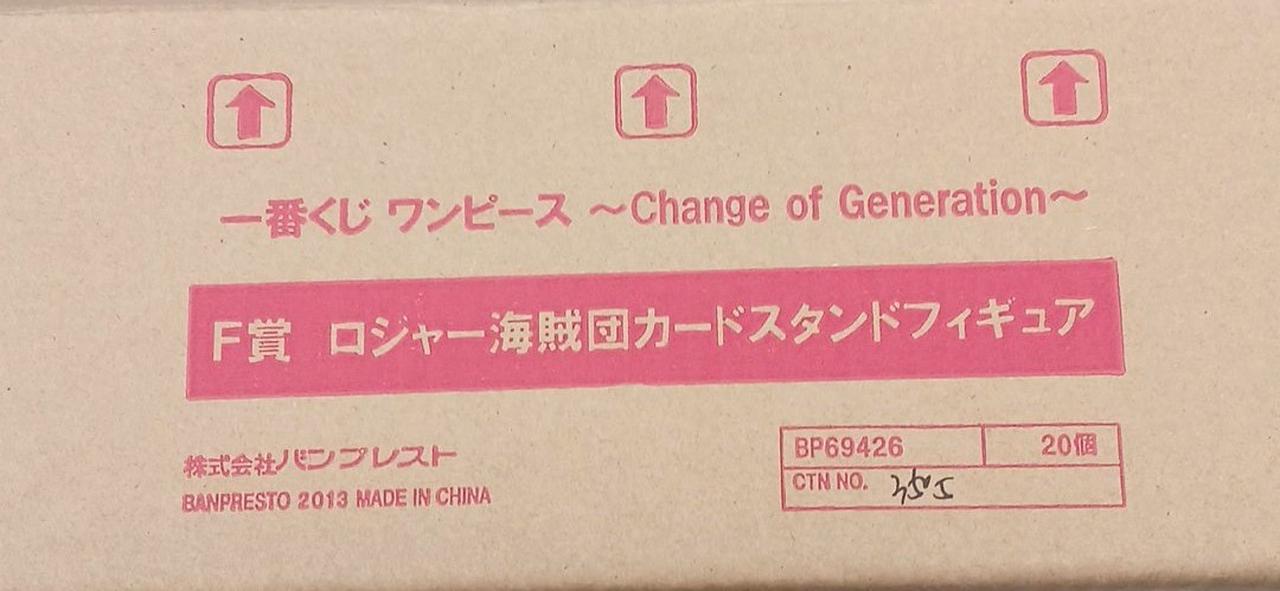 一番くじ ワンピース ～Change of Generation～
F賞 ロジャー海賊団カードスタンドフィギュア
株式会社バンプレスト
BANPRESTO 2013 MADE IN CHINA
BP69426 20個
CTN NO.